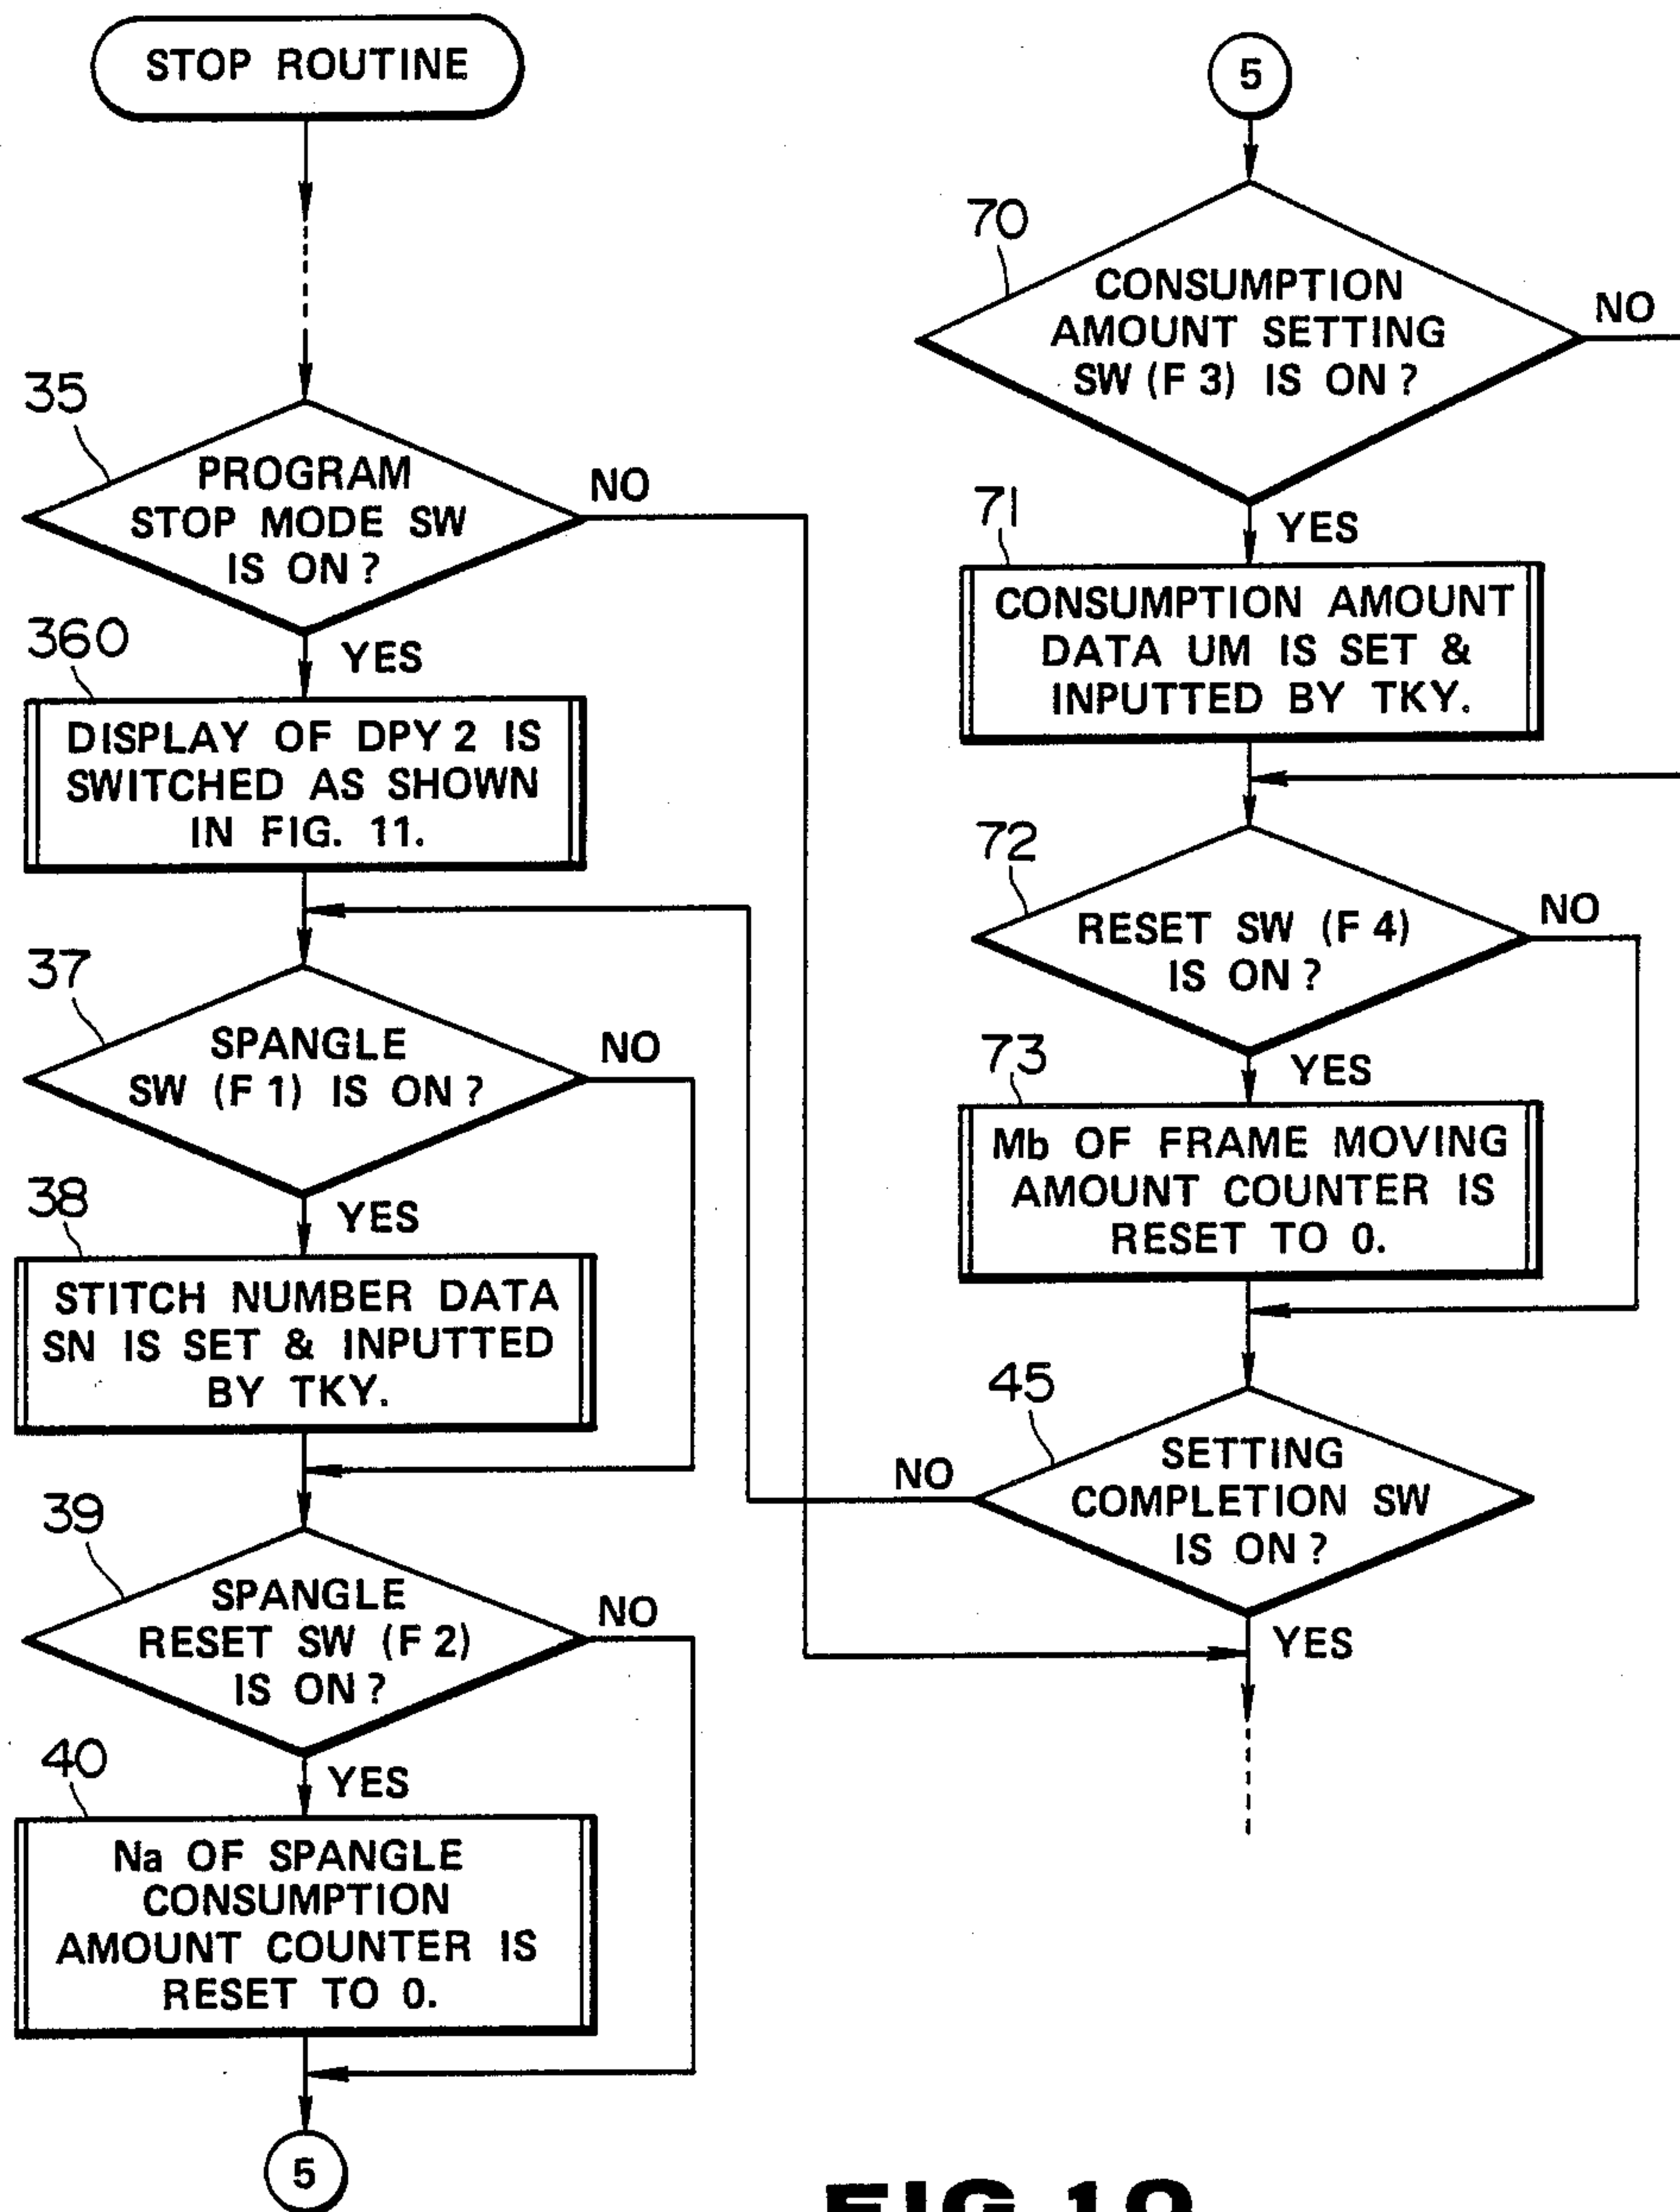 STOP ROUTINE
35
PROGRAM
STOP MODE SW
IS ON?
NO
YES
360
DISPLAY OF DPY 2 IS
SWITCHED AS SHOWN
IN FIG. 11.
37
SPANGLE
SW (F 1) IS ON?
NO
YES
38
STITCH NUMBER DATA
SN IS SET & INPUTTED
BY TKY.
39
SPANGLE
RESET SW (F 2)
IS ON?
NO
YES
40
Na OF SPANGLE
CONSUMPTION
AMOUNT COUNTER IS
RESET TO 0.
5
5
70
CONSUMPTION
AMOUNT SETTING
SW (F 3) IS ON?
NO
YES
71
CONSUMPTION AMOUNT
DATA UM IS SET &
INPUTTED BY TKY.
72
RESET SW (F 4)
IS ON?
NO
YES
73
Mb OF FRAME MOVING
AMOUNT COUNTER IS
RESET TO 0.
45
SETTING
COMPLETION SW
IS ON?
NO
YES